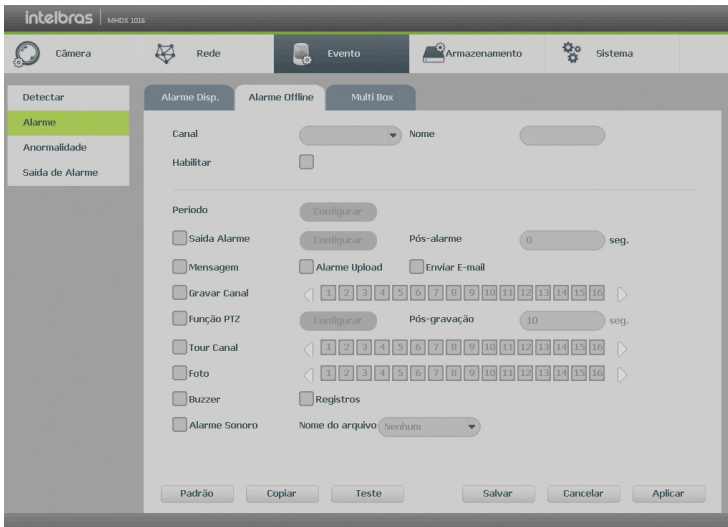 intelbras | MHDX 1016
Câmera Rede Evento Armazenamento Sistema
Detectar
Alarme
Anormalidade
Saída de Alarme
Alarme Disp. Alarme Offline Multi Box
Canal Nome
Habilitar
Periodo Configurar
Saida Alarme Configurar Pós-alarme 0 seg.
Mensagem Alarme Upload Enviar E-mail
Gravar Canal 1 2 3 4 5 6 7 8 9 10 11 12 13 14 15 16
Função PTZ Configurar Pós-gravação 10 seg.
Tour Canal 1 2 3 4 5 6 7 8 9 10 11 12 13 14 15 16
Foto 1 2 3 4 5 6 7 8 9 10 11 12 13 14 15 16
Buzzer Registros
Alarme Sonoro Nome do arquivo Nenhum
Padrão Copiar Teste Salvar Cancelar Aplicar